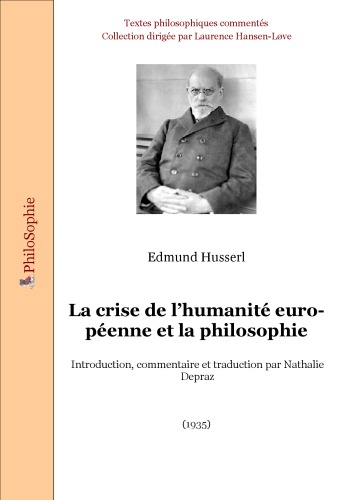 Textes philosophiques commentés
Collection dirigée par Laurence Hansen-Løve
PhiloSophie
Edmund Husserl
La crise de l'humanité euro-
péenne et la philosophie
Introduction, commentaire et traduction par Nathalie
Depraz
(1935)